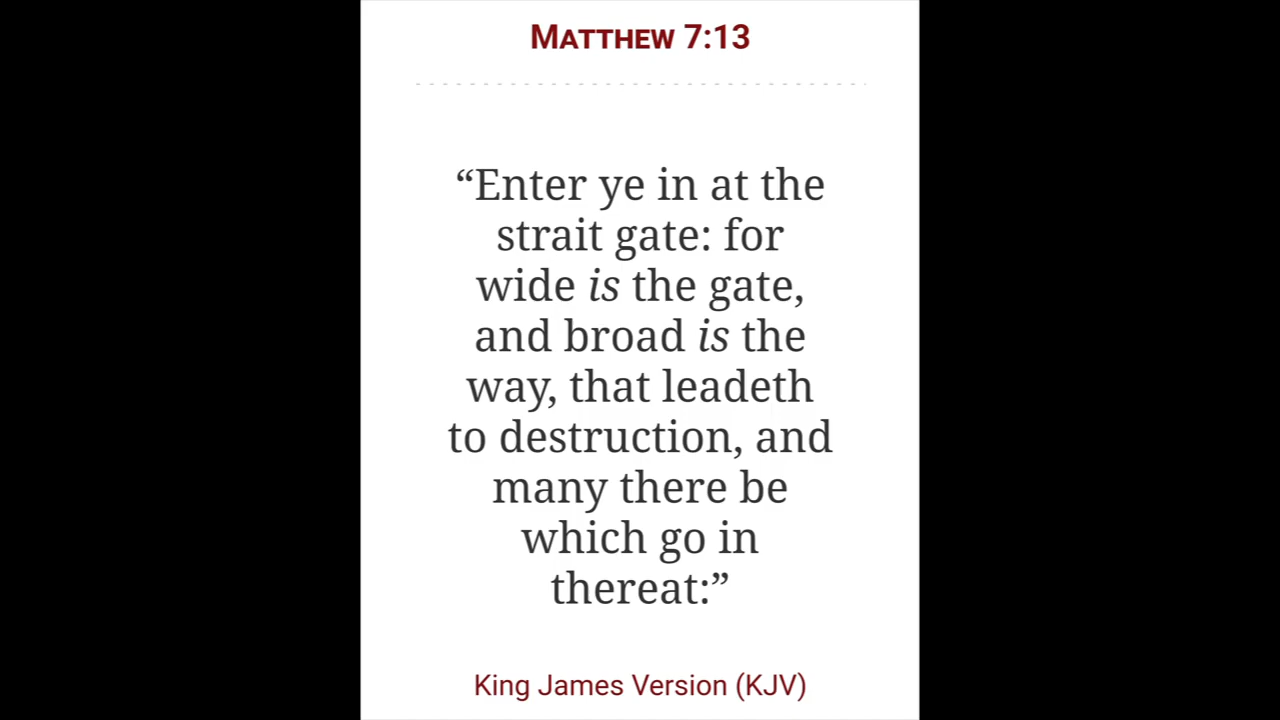 Matthew 7:13
“Enter ye in at the
strait gate: for
wide is the gate,
and broad is the
way, that leadeth
to destruction, and
many there be
which go in
thereat:”
King James Version (KJV)